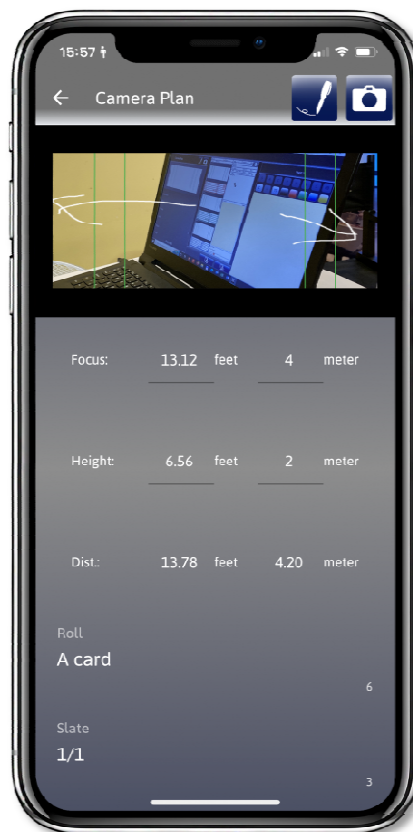 15:57
Camera Plan
Focus: 13.12 feet 4 meter
Height: 6.56 feet 2 meter
Dist.: 13.78 feet 4.20 meter
Roll
A card
6
Slate
1/1
3